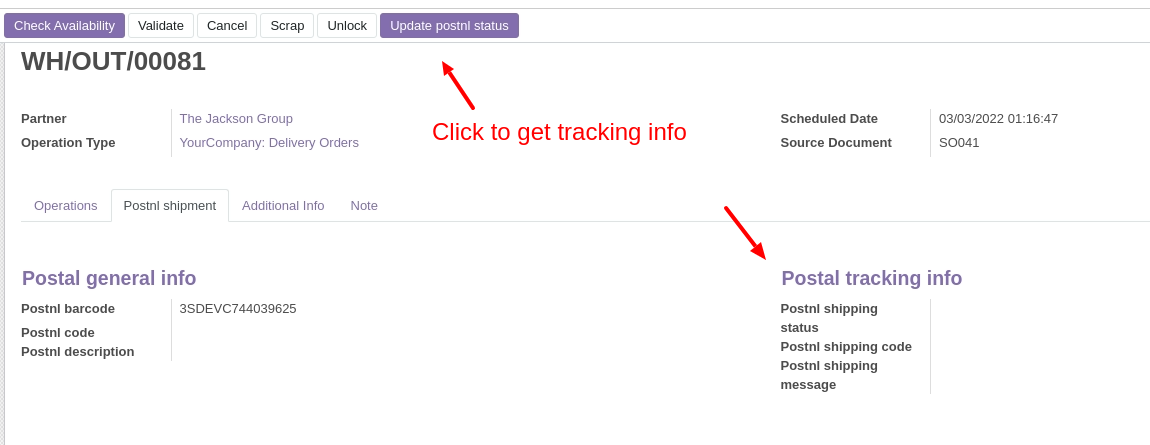 Check Availability Validate Cancel Scrap Unlock Update postnl status
WH/OUT/00081
Partner The Jackson Group Scheduled Date 03/03/2022 01:16:47
Click to get tracking info
Operation Type YourCompany: Delivery Orders Source Document SO041
Operations Postnl shipment Additional Info Note
Postal general info Postal tracking info
Postnl barcode 3SDEVC744039625 Postnl shipping
status
Postnl code
Postnl description
Postnl shipping code
Postnl shipping
message